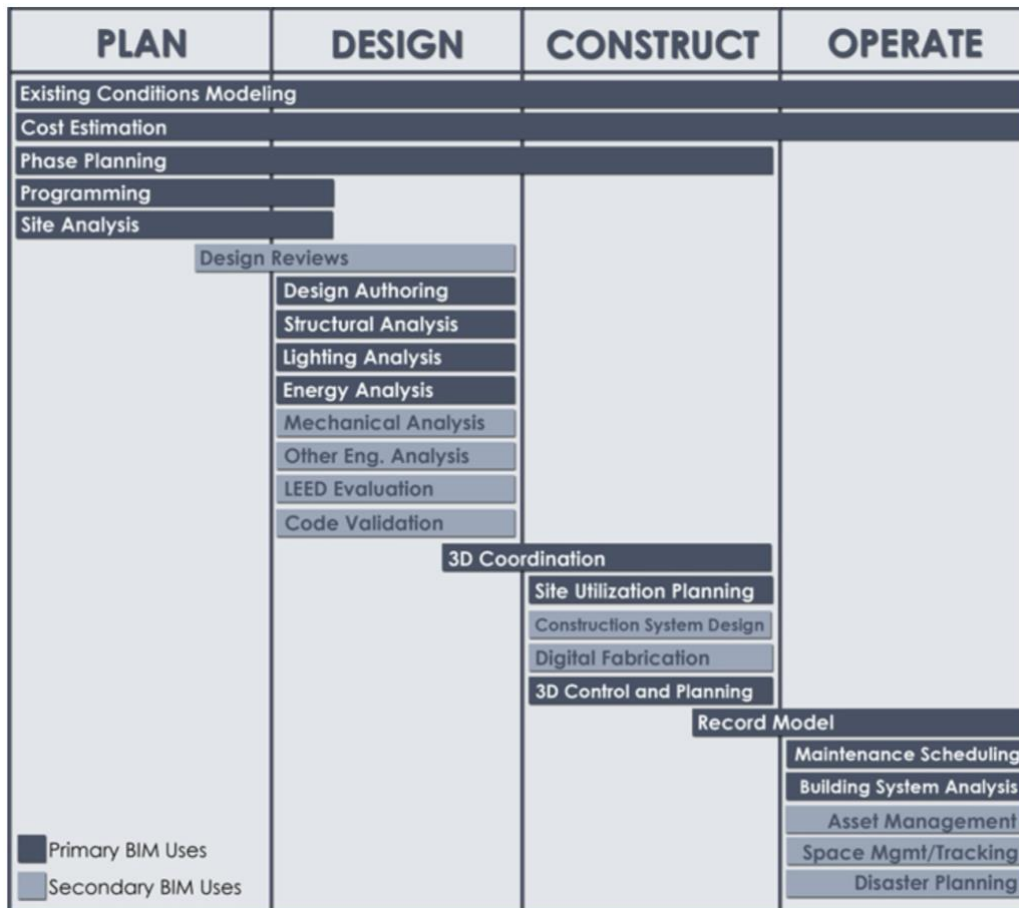 PLAN DESIGN CONSTRUCT OPERATE
Existing Conditions Modeling
Cost Estimation
Phase Planning
Programming
Site Analysis
Design Reviews
Design Authoring
Structural Analysis
Lighting Analysis
Energy Analysis
Mechanical Analysis
Other Eng. Analysis
LEED Evaluation
Code Validation
3D Coordination
Site Utilization Planning
Construction System Design
Digital Fabrication
3D Control and Planning
Record Model
Maintenance Scheduling
Building System Analysis
Asset Management
Space Mgmt/Tracking
Disaster Planning
Primary BIM Uses
Secondary BIM Uses